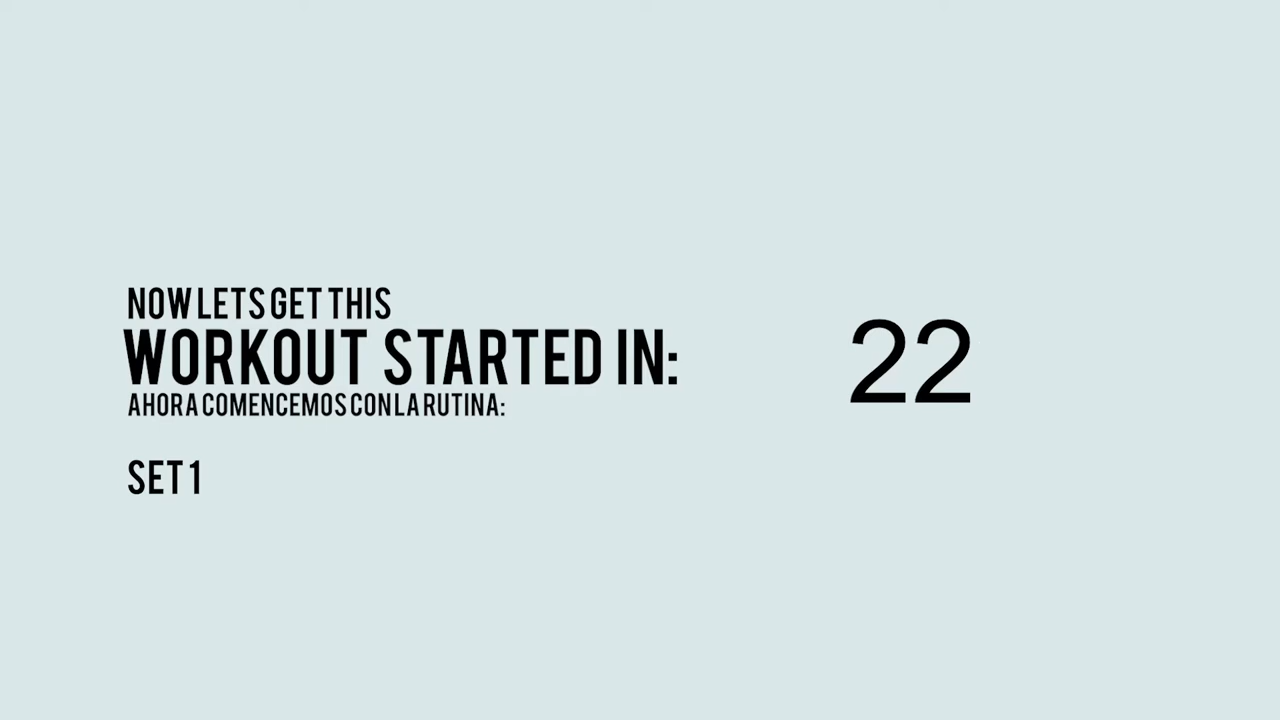 NOW LETS GET THIS
WORKOUT STARTED IN:
AHORA COMENCEMOS CON LA RUTINA:
22
SET 1